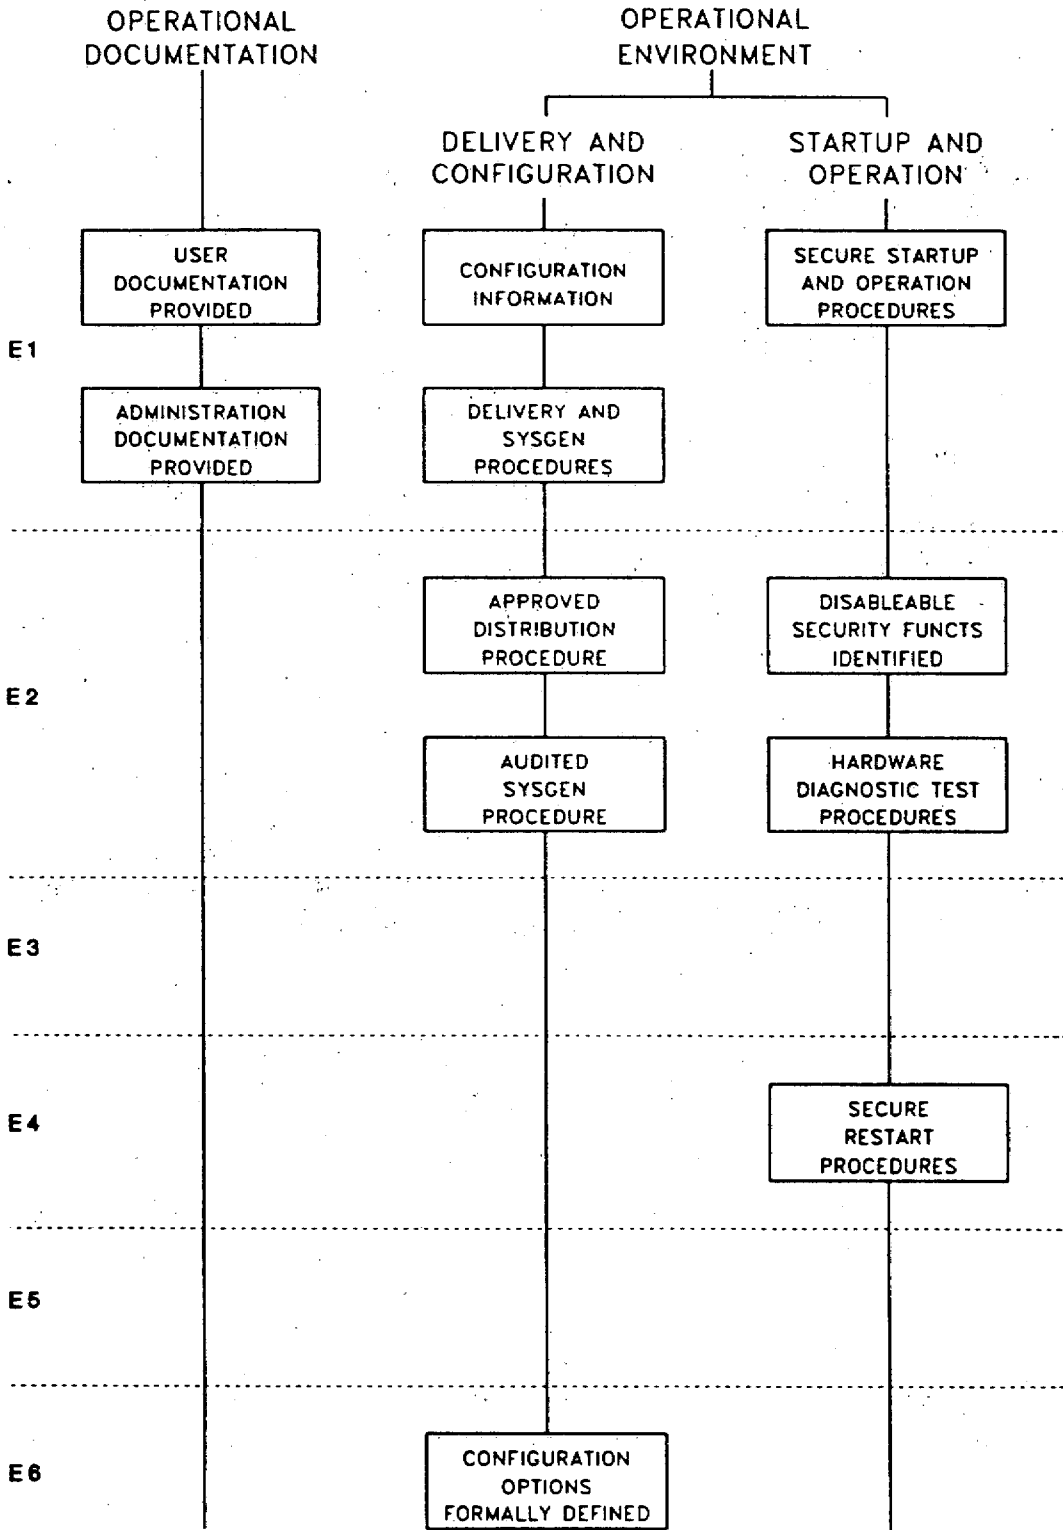 OPERATIONAL
DOCUMENTATION
OPERATIONAL
ENVIRONMENT
DELIVERY AND
CONFIGURATION
STARTUP AND
OPERATION
USER
DOCUMENTATION
PROVIDED
CONFIGURATION
INFORMATION
SECURE STARTUP
AND OPERATION
PROCEDURES
E1
ADMINISTRATION
DOCUMENTATION
PROVIDED
DELIVERY AND
SYSGEN
PROCEDURES
APPROVED
DISTRIBUTION
PROCEDURE
DISABLEABLE
SECURITY FUNCTS
IDENTIFIED
E2
AUDITED
SYSGEN
PROCEDURE
HARDWARE
DIAGNOSTIC TEST
PROCEDURES
E3
E4
SECURE
RESTART
PROCEDURES
E5
E6
CONFIGURATION
OPTIONS
FORMALLY DEFINED